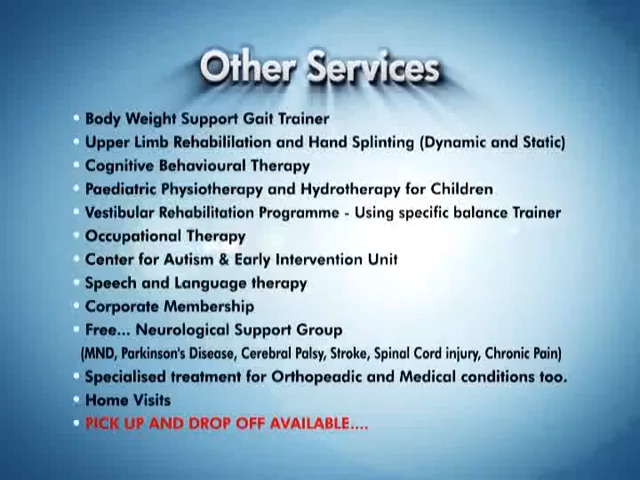 Other Services
• Body Weight Support Gait Trainer
• Upper Limb Rehabililation and Hand Splinting (Dynamic and Static)
• Cognitive Behavioural Therapy
• Paediatric Physiotherapy and Hydrotherapy for Children
• Vestibular Rehabilitation Programme - Using specific balance Trainer
• Occupational Therapy
• Center for Autism & Early Intervention Unit
• Speech and Language therapy
• Corporate Membership
• Free... Neurological Support Group
(MND, Parkinson's Disease, Cerebral Palsy, Stroke, Spinal Cord injury, Chronic Pain)
• Specialised treatment for Orthopeadic and Medical conditions too.
• Home Visits
• PICK UP AND DROP OFF AVAILABLE....